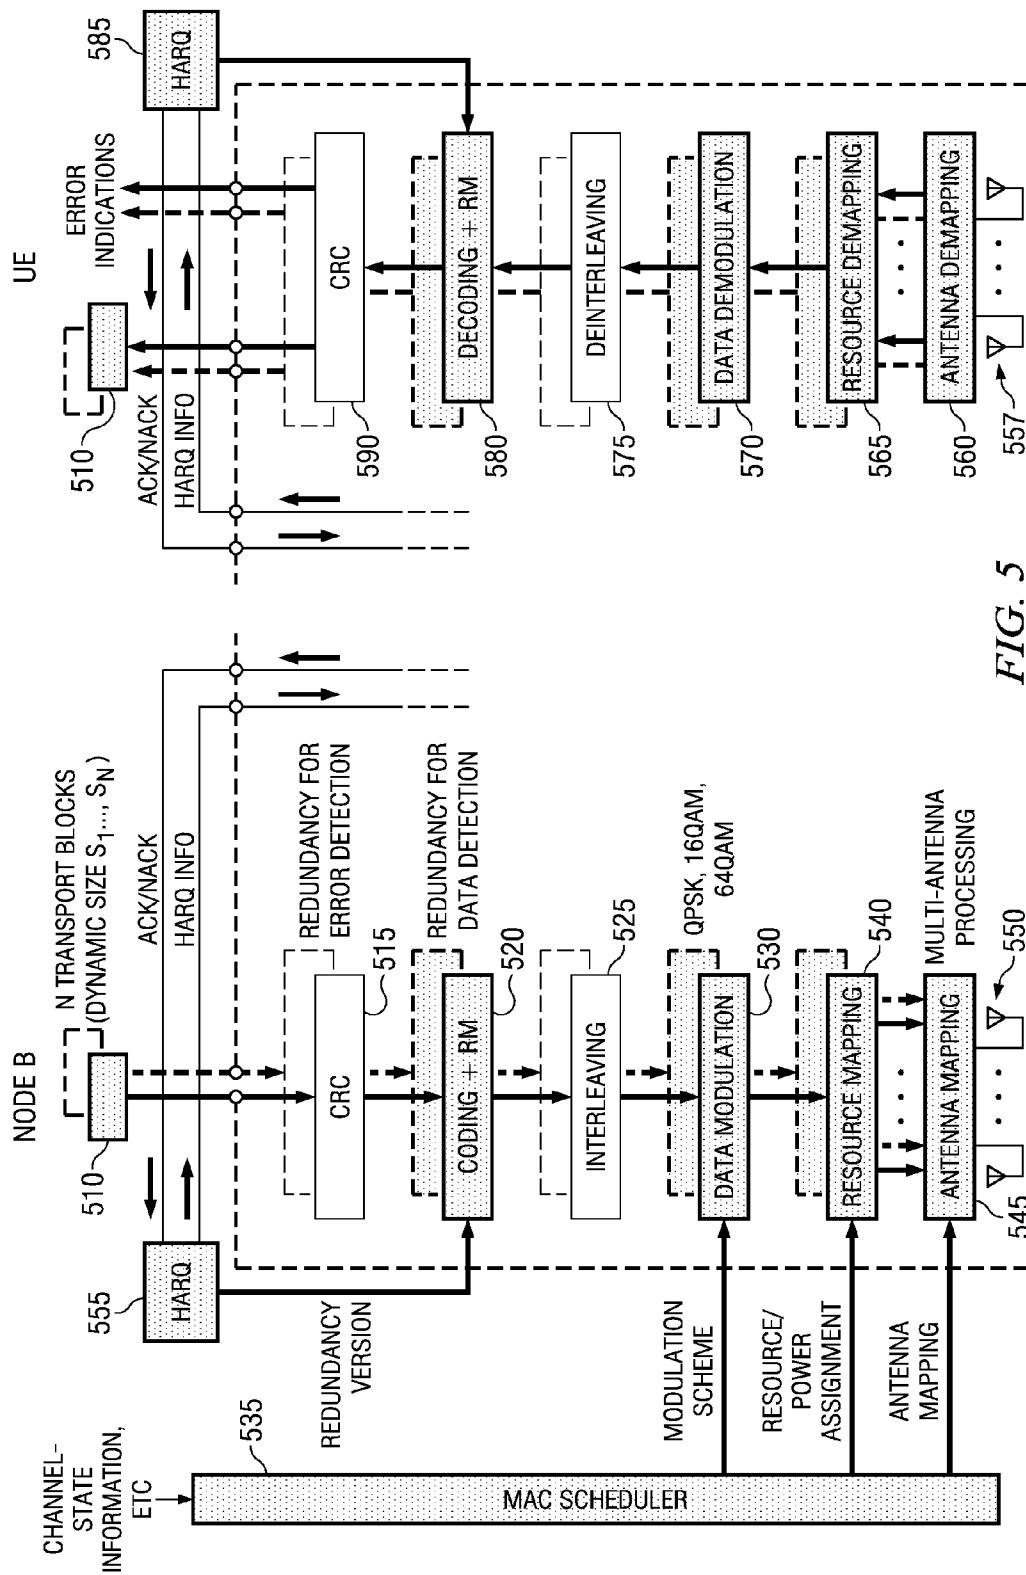 NODE B
UE
N TRANSPORT BLOCKS
(DYNAMIC SIZE S1..., SN)
510
510
CHANNEL-
STATE
INFORMATION,
ETC
555
HARQ
ACK/NACK
HARQ INFO
ACK/NACK
HARQ INFO
ERROR
INDICATIONS
HARQ
585
535
MAC SCHEDULER
REDUNDANCY
VERSION
REDUNDANCY FOR
ERROR DETECTION
CRC
515
REDUNDANCY FOR
DATA DETECTION
CODING + RM
520
INTERLEAVING
525
MODULATION
SCHEME
QPSK, 16QAM,
64QAM
DATA MODULATION
530
RESOURCE/
POWER
ASSIGNMENT
RESOURCE MAPPING
540
ANTENNA
MAPPING
ANTENNA MAPPING
545
MULTI-ANTENNA
PROCESSING
550
CRC
590
DECODING + RM
580
DEINTERLEAVING
575
DATA DEMODULATION
570
RESOURCE DEMAPPING
565
ANTENNA DEMAPPING
560
557
FIG. 5